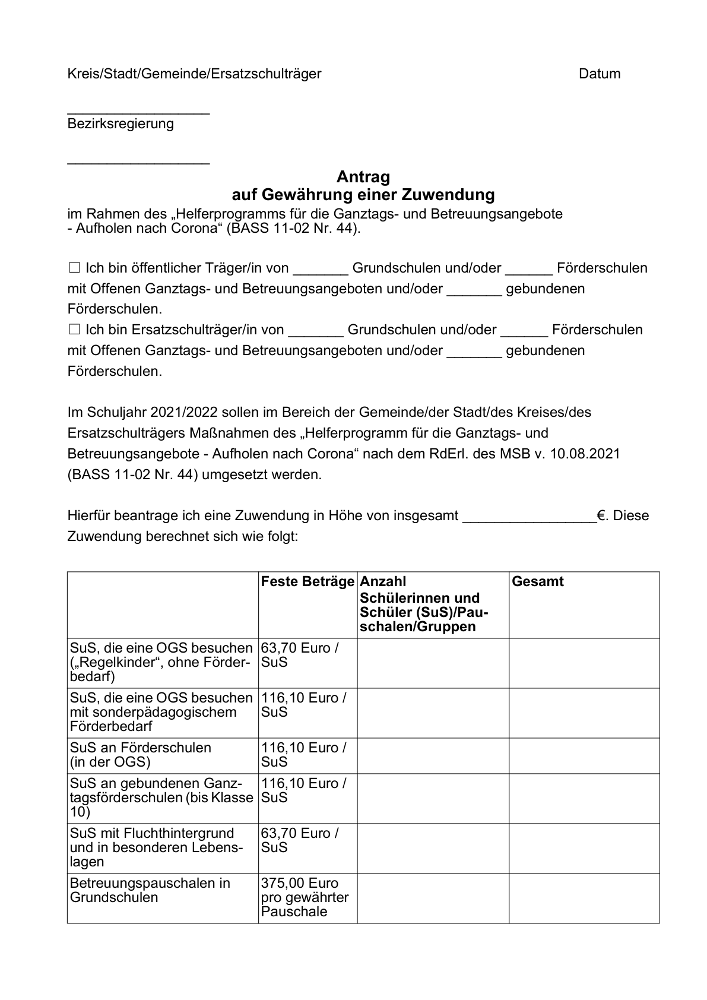 Kreis/Stadt/Gemeinde/Ersatzschulträger Datum
__________________
Bezirksregierung
__________________
Antrag
auf Gewährung einer Zuwendung
im Rahmen des „Helferprogramms für die Ganztags- und Betreuungsangebote
- Aufholen nach Corona“ (BASS 11-02 Nr. 44).
☐ Ich bin öffentlicher Träger/in von _______ Grundschulen und/oder ______ Förderschulen
mit Offenen Ganztags- und Betreuungsangeboten und/oder _______ gebundenen
Förderschulen.
☐ Ich bin Ersatzschulträger/in von _______ Grundschulen und/oder ______ Förderschulen
mit Offenen Ganztags- und Betreuungsangeboten und/oder _______ gebundenen
Förderschulen.
Im Schuljahr 2021/2022 sollen im Bereich der Gemeinde/der Stadt/des Kreises/des
Ersatzschulträgers Maßnahmen des „Helferprogramm für die Ganztags- und
Betreuungsangebote - Aufholen nach Corona“ nach dem RdErl. des MSB v. 10.08.2021
(BASS 11-02 Nr. 44) umgesetzt werden.
Hierfür beantrage ich eine Zuwendung in Höhe von insgesamt _________________€. Diese
Zuwendung berechnet sich wie folgt:
Feste Beträge
Anzahl
Schülerinnen und
Schüler (SuS)/Pau-
schalen/Gruppen
Gesamt
SuS, die eine OGS besuchen
(„Regelkinder“, ohne Förder-
bedarf)
63,70 Euro /
SuS
SuS, die eine OGS besuchen
mit sonderpädagogischem
Förderbedarf
116,10 Euro /
SuS
SuS an Förderschulen
(in der OGS)
116,10 Euro /
SuS
SuS an gebundenen Ganz-
tagsförderschulen (bis Klasse
10)
116,10 Euro /
SuS
SuS mit Fluchthintergrund
und in besonderen Lebens-
lagen
63,70 Euro /
SuS
Betreuungspauschalen in
Grundschulen
375,00 Euro
pro gewährter
Pauschale